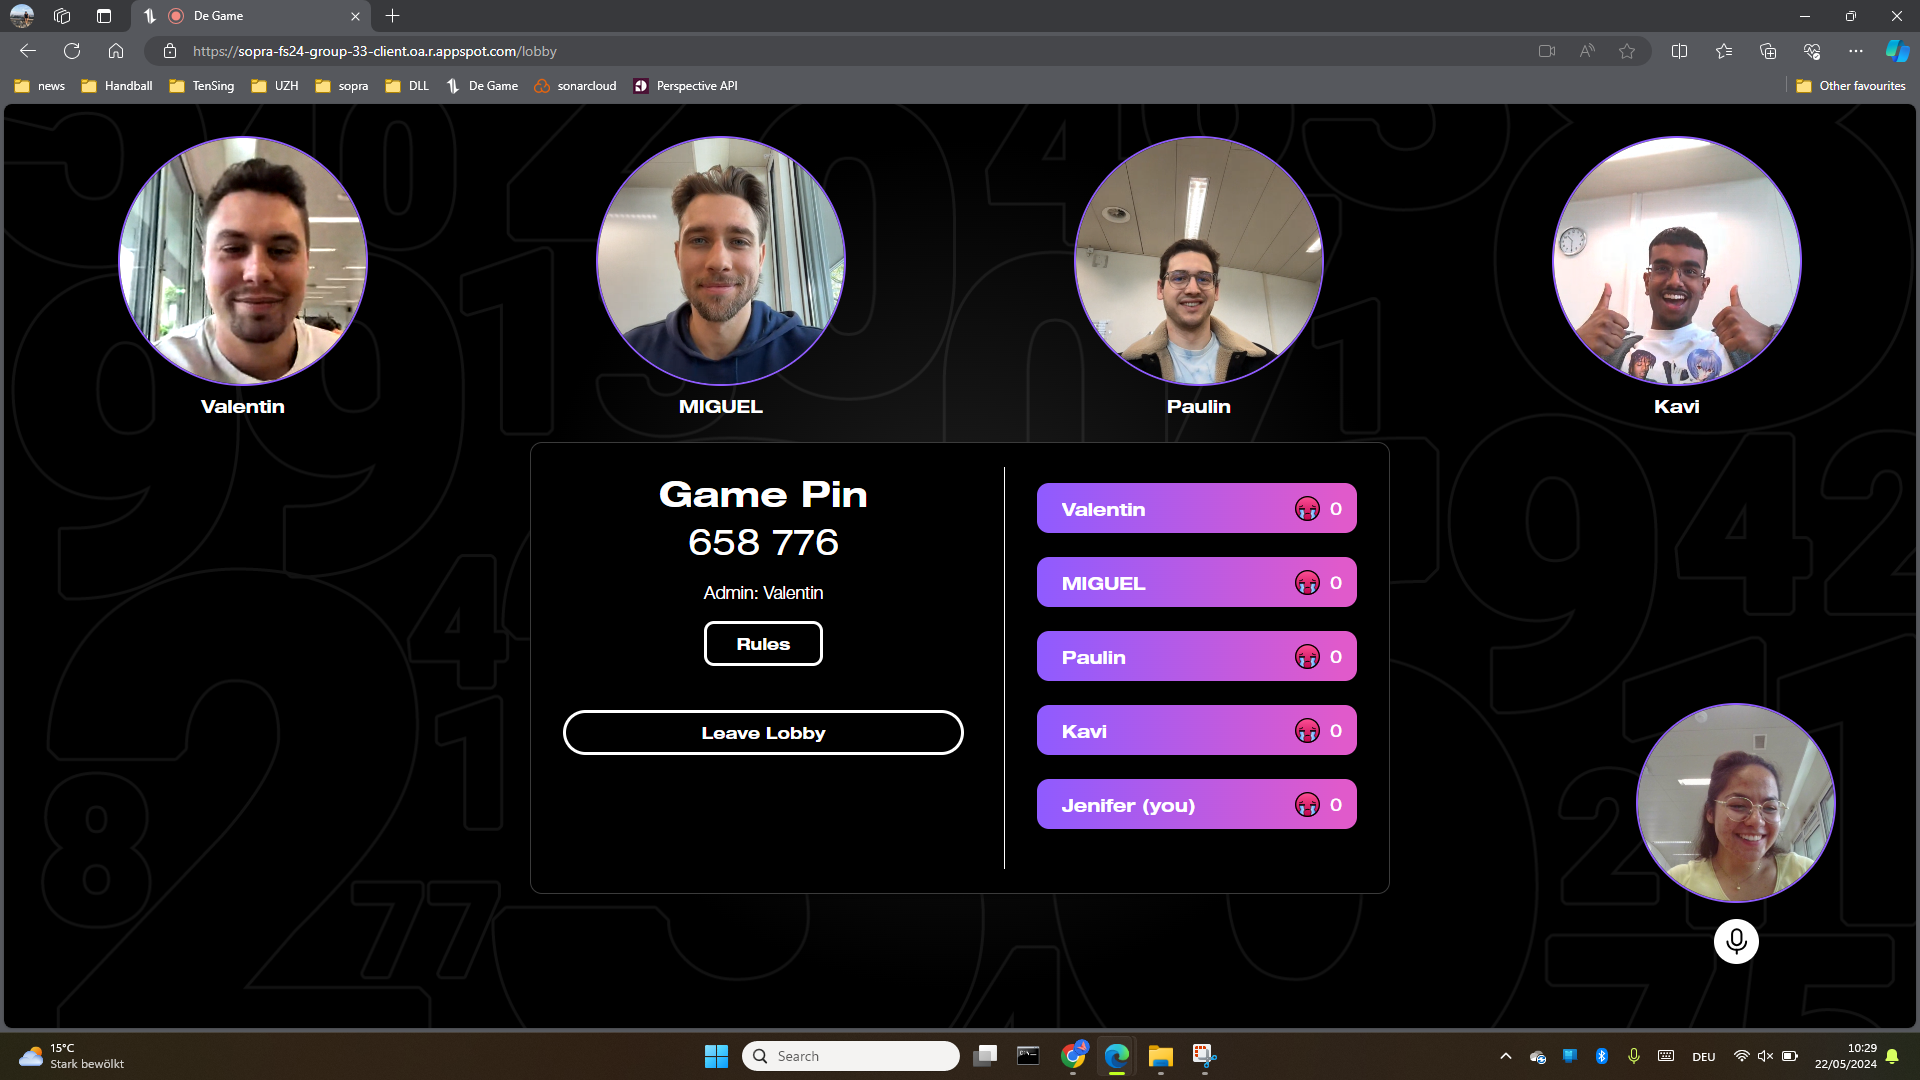 De Game
https://sopra-fs24-group-33-client.oa.r.appspot.com/lobby
news Handball TenSing UZH sopra DLL De Game sonarcloud Perspective API Other favourites
Valentin MIGUEL Paulin Kavi
Game Pin
658 776
Admin: Valentin
Rules
Leave Lobby
Valentin 0
MIGUEL 0
Paulin 0
Kavi 0
Jenifer (you) 0
15°C
Stark bewölkt
Search
DEU
10:29
22/05/2024